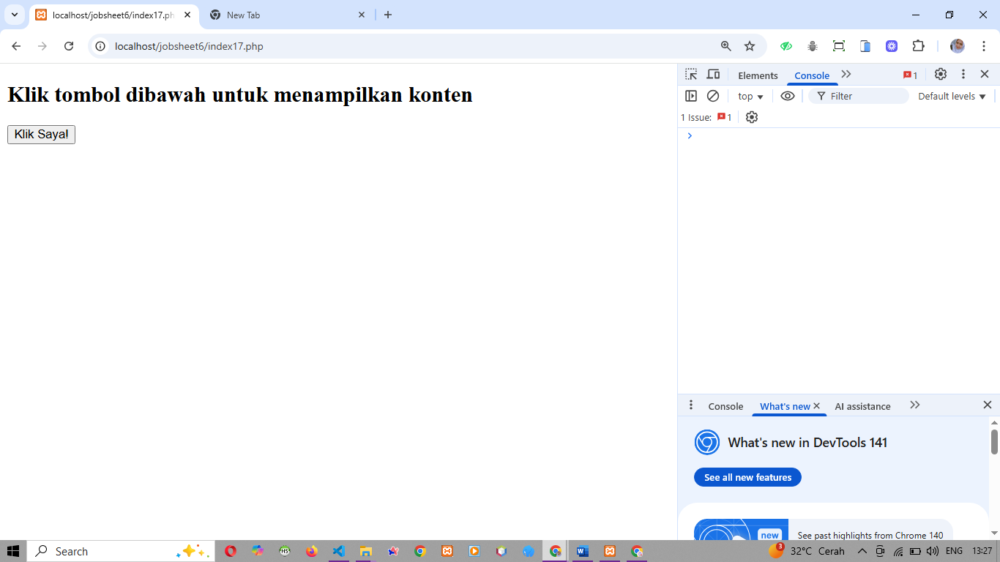 localhost/jobsheet6/index17.ph
New Tab
localhost/jobsheet6/index17.php
Klik tombol dibawah untuk menampilkan konten
Klik Saya!
Elements
Console
1
top
Filter
Default levels
1 Issue:
1
Console
What's new
AI assistance
What's new in DevTools 141
See all new features
new
See past highlights from Chrome 140
Search
HS
3
32°C Cerah
ENG
13:27